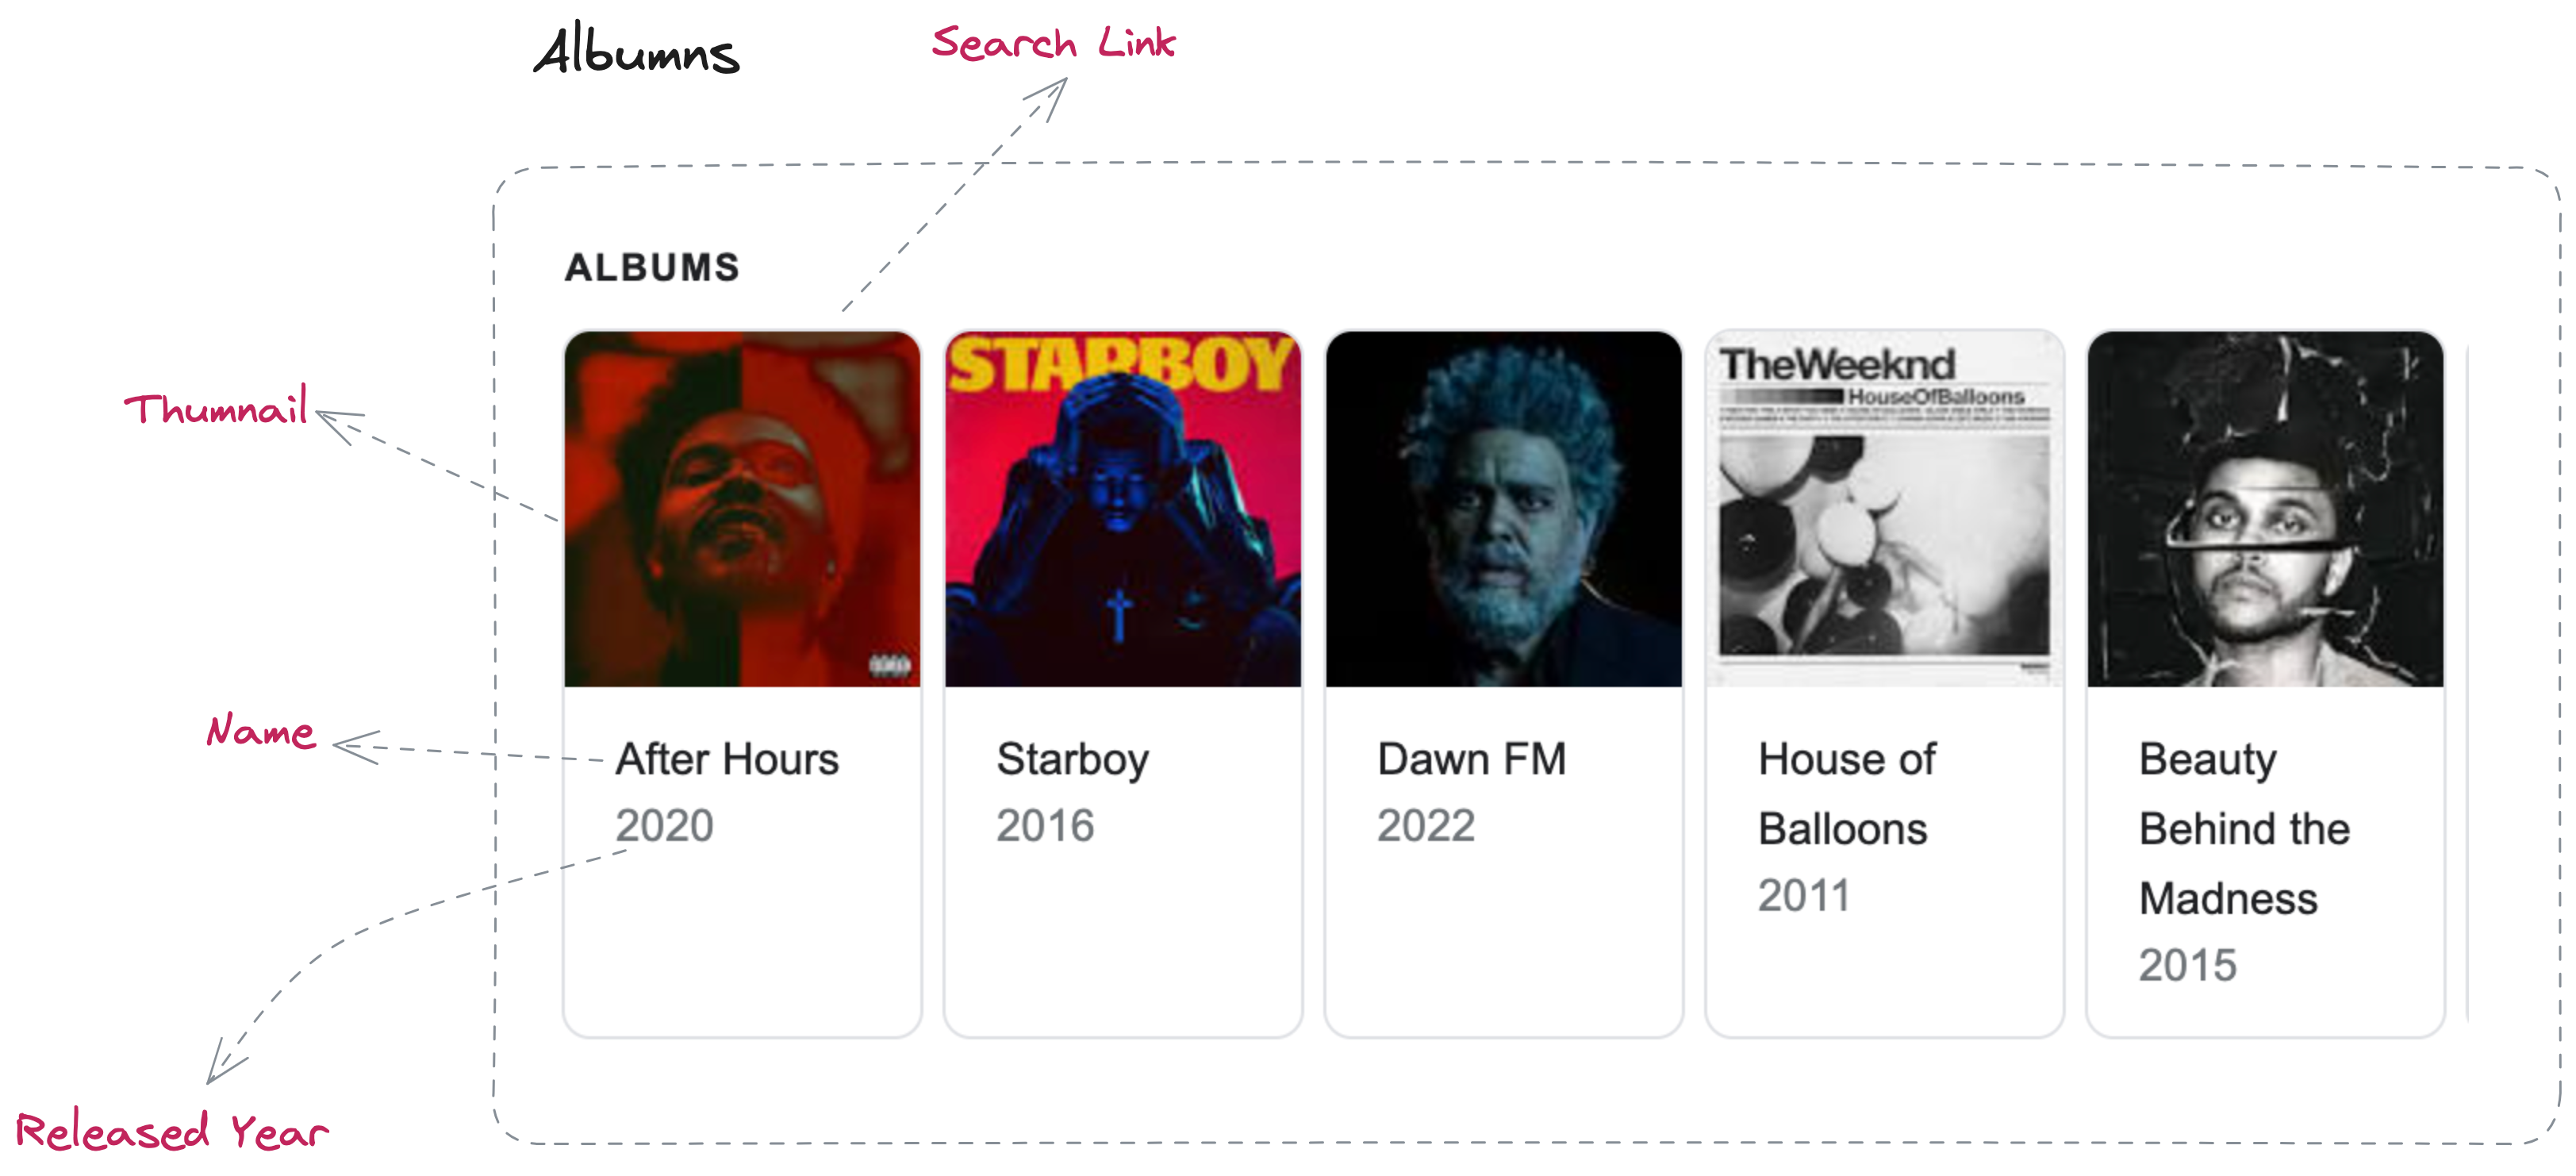 Albumns
Search Link
ALBUMS
Thumnail
STARBOY
TheWeeknd
HouseOfBalloons
Name
After Hours
2020
Starboy
2016
Dawn FM
2022
House of
Balloons
2011
Beauty
Behind the
Madness
2015
Released Year